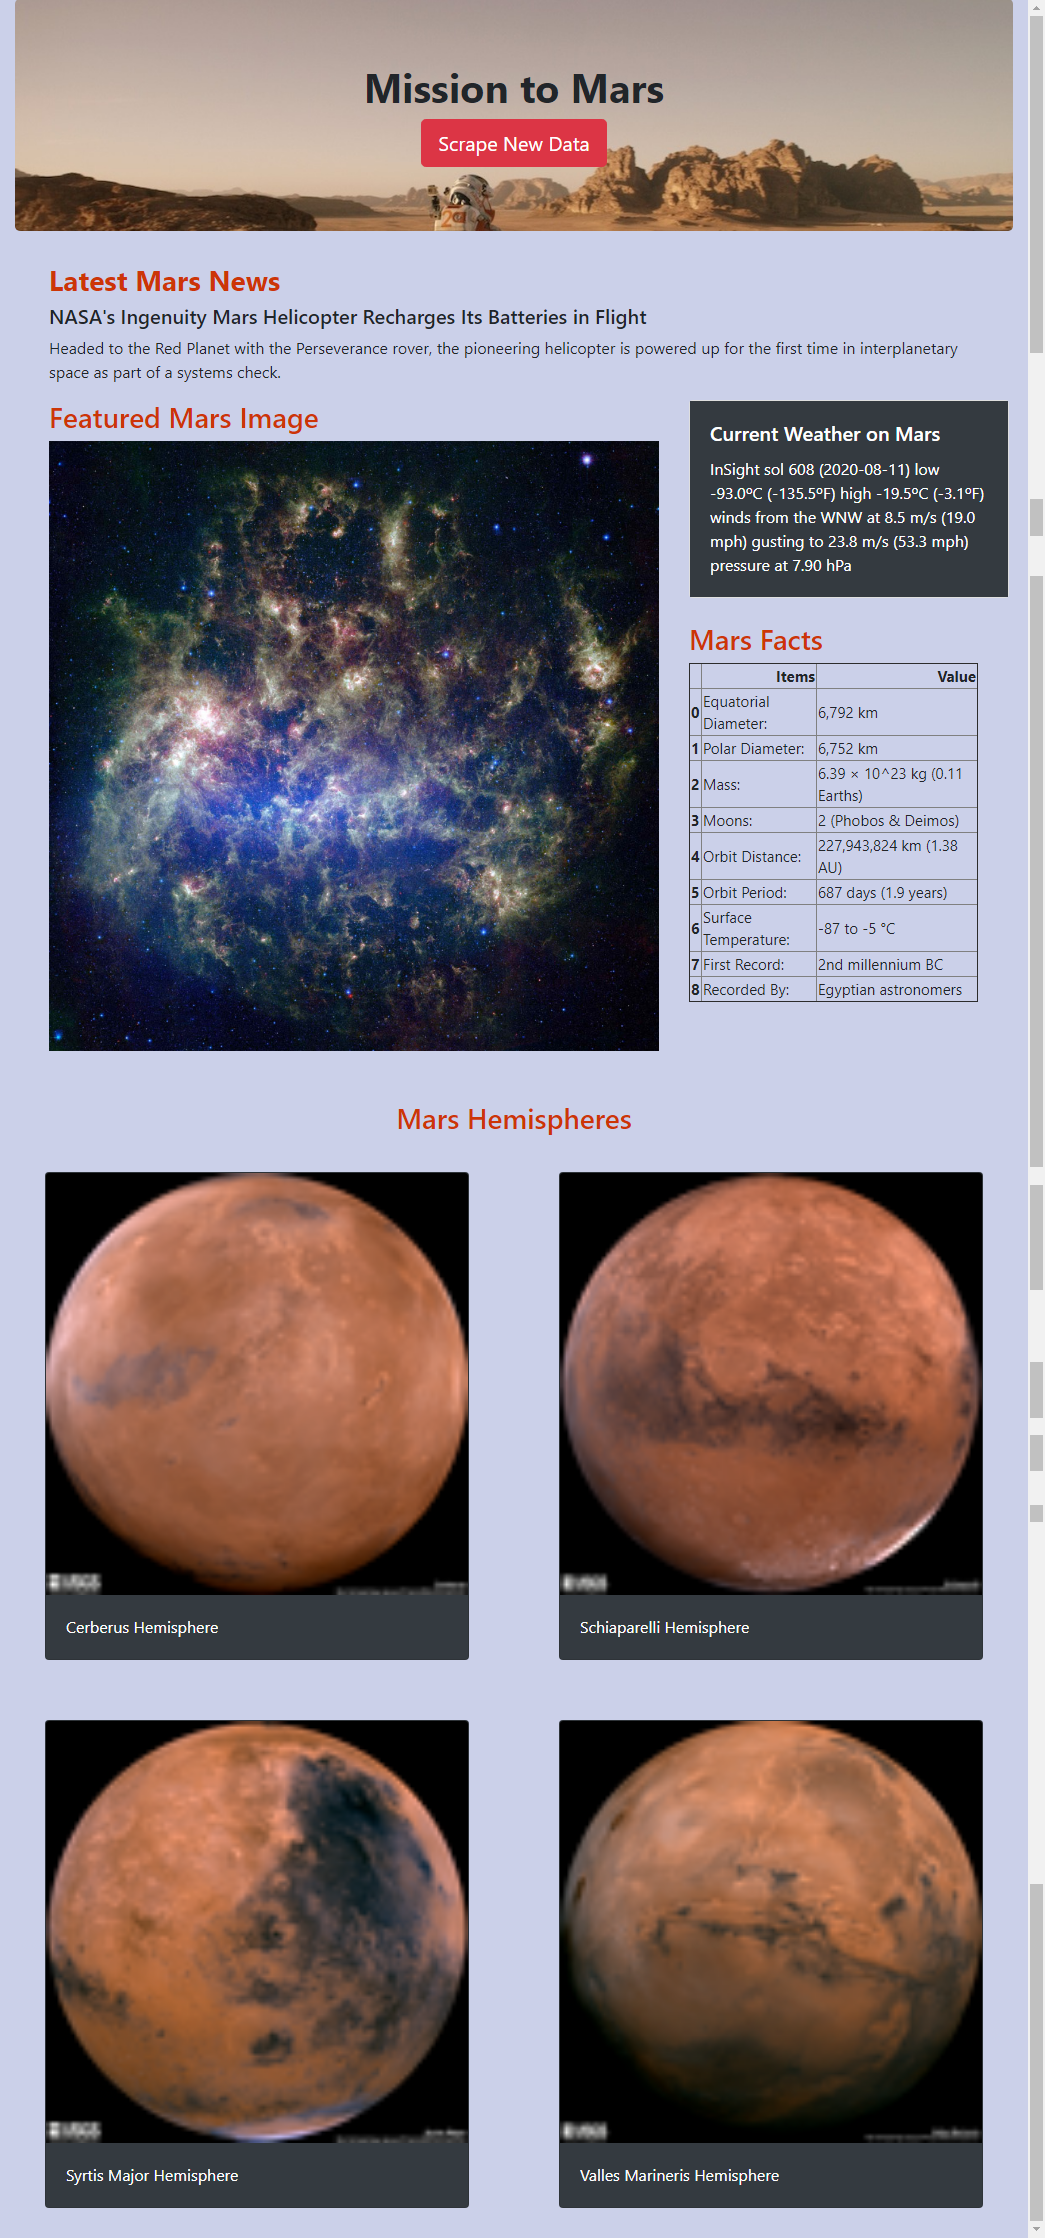 Mission to Mars
Scrape New Data
Latest Mars News
NASA's Ingenuity Mars Helicopter Recharges Its Batteries in Flight
Headed to the Red Planet with the Perseverance rover, the pioneering helicopter is powered up for the first time in interplanetary
space as part of a systems check.
Featured Mars Image
Current Weather on Mars
InSight sol 608 (2020-08-11) low
-93.0ºC (-135.5ºF) high -19.5ºC (-3.1ºF)
winds from the WNW at 8.5 m/s (19.0
mph) gusting to 23.8 m/s (53.3 mph)
pressure at 7.90 hPa
Mars Facts
Items Value
0 Equatorial Diameter: 6,792 km
1 Polar Diameter: 6,752 km
2 Mass: 6.39 × 10^23 kg (0.11 Earths)
3 Moons: 2 (Phobos & Deimos)
4 Orbit Distance: 227,943,824 km (1.38 AU)
5 Orbit Period: 687 days (1.9 years)
6 Surface Temperature: -87 to -5 °C
7 First Record: 2nd millennium BC
8 Recorded By: Egyptian astronomers
Mars Hemispheres
USGS
USGS
Cerberus Hemisphere
Schiaparelli Hemisphere
USGS
USGS
Syrtis Major Hemisphere
Valles Marineris Hemisphere